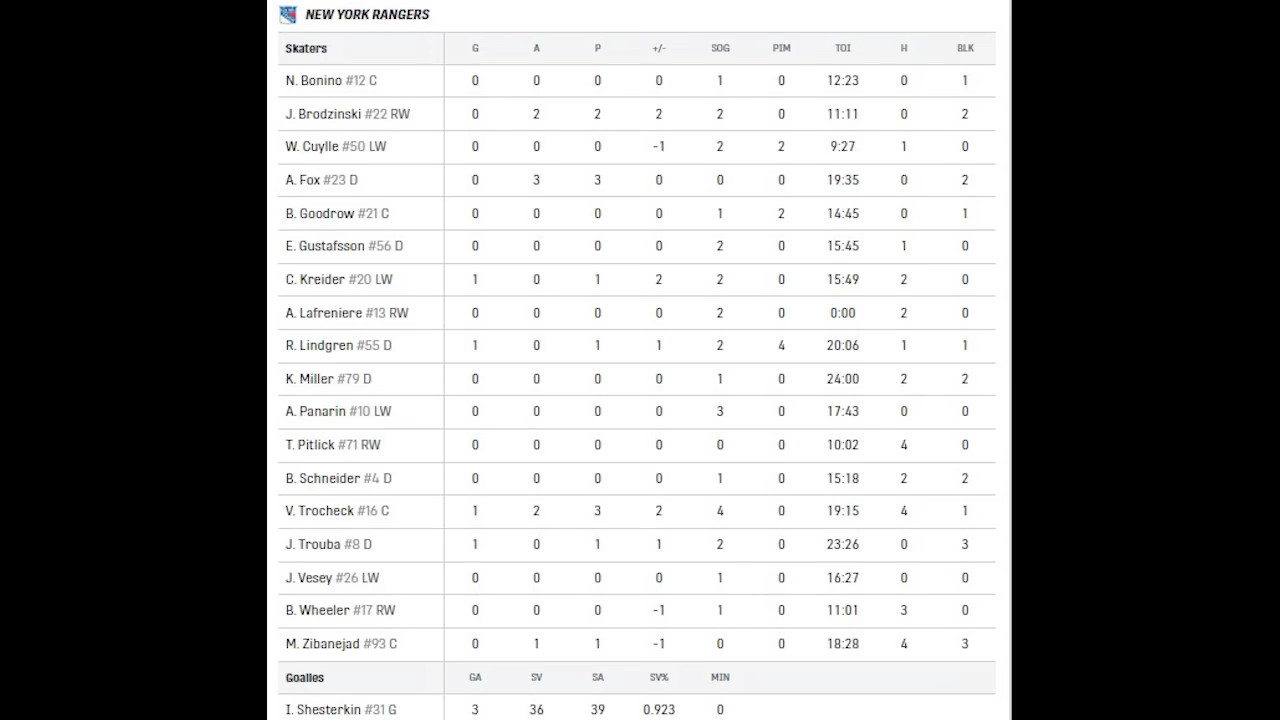 NEW YORK RANGERS
Skaters G A P +/- SOG PIM TOI H BLK
N. Bonino #12 C 0 0 0 0 1 0 12:23 0 1
J. Brodzinski #22 RW 0 2 2 2 2 0 11:11 0 2
W. Cuylle #50 LW 0 0 0 -1 2 2 9:27 1 0
A. Fox #23 D 0 3 3 0 0 0 19:35 0 2
B. Goodrow #21 C 0 0 0 0 1 2 14:45 0 1
E. Gustafsson #56 D 0 0 0 0 2 0 15:45 1 0
C. Kreider #20 LW 1 0 1 2 2 0 15:49 2 0
A. Lafreniere #13 RW 0 0 0 0 2 0 0:00 2 0
R. Lindgren #55 D 1 0 1 1 2 4 20:06 1 1
K. Miller #79 D 0 0 0 0 1 0 24:00 2 2
A. Panarin #10 LW 0 0 0 0 3 0 17:43 0 0
T. Pitlick #71 RW 0 0 0 0 0 0 10:02 4 0
B. Schneider #4 D 0 0 0 0 1 0 15:18 2 2
V. Trocheck #16 C 1 2 3 2 4 0 19:15 4 1
J. Trouba #8 D 1 0 1 1 2 0 23:26 0 3
J. Vesey #26 LW 0 0 0 0 1 0 16:27 0 0
B. Wheeler #17 RW 0 0 0 -1 1 0 11:01 3 0
M. Zibanejad #93 C 0 1 1 -1 0 0 18:28 4 3
Goalies GA SV SA SV% MIN
I. Shesterkin #31 G 3 36 39 0.923 0